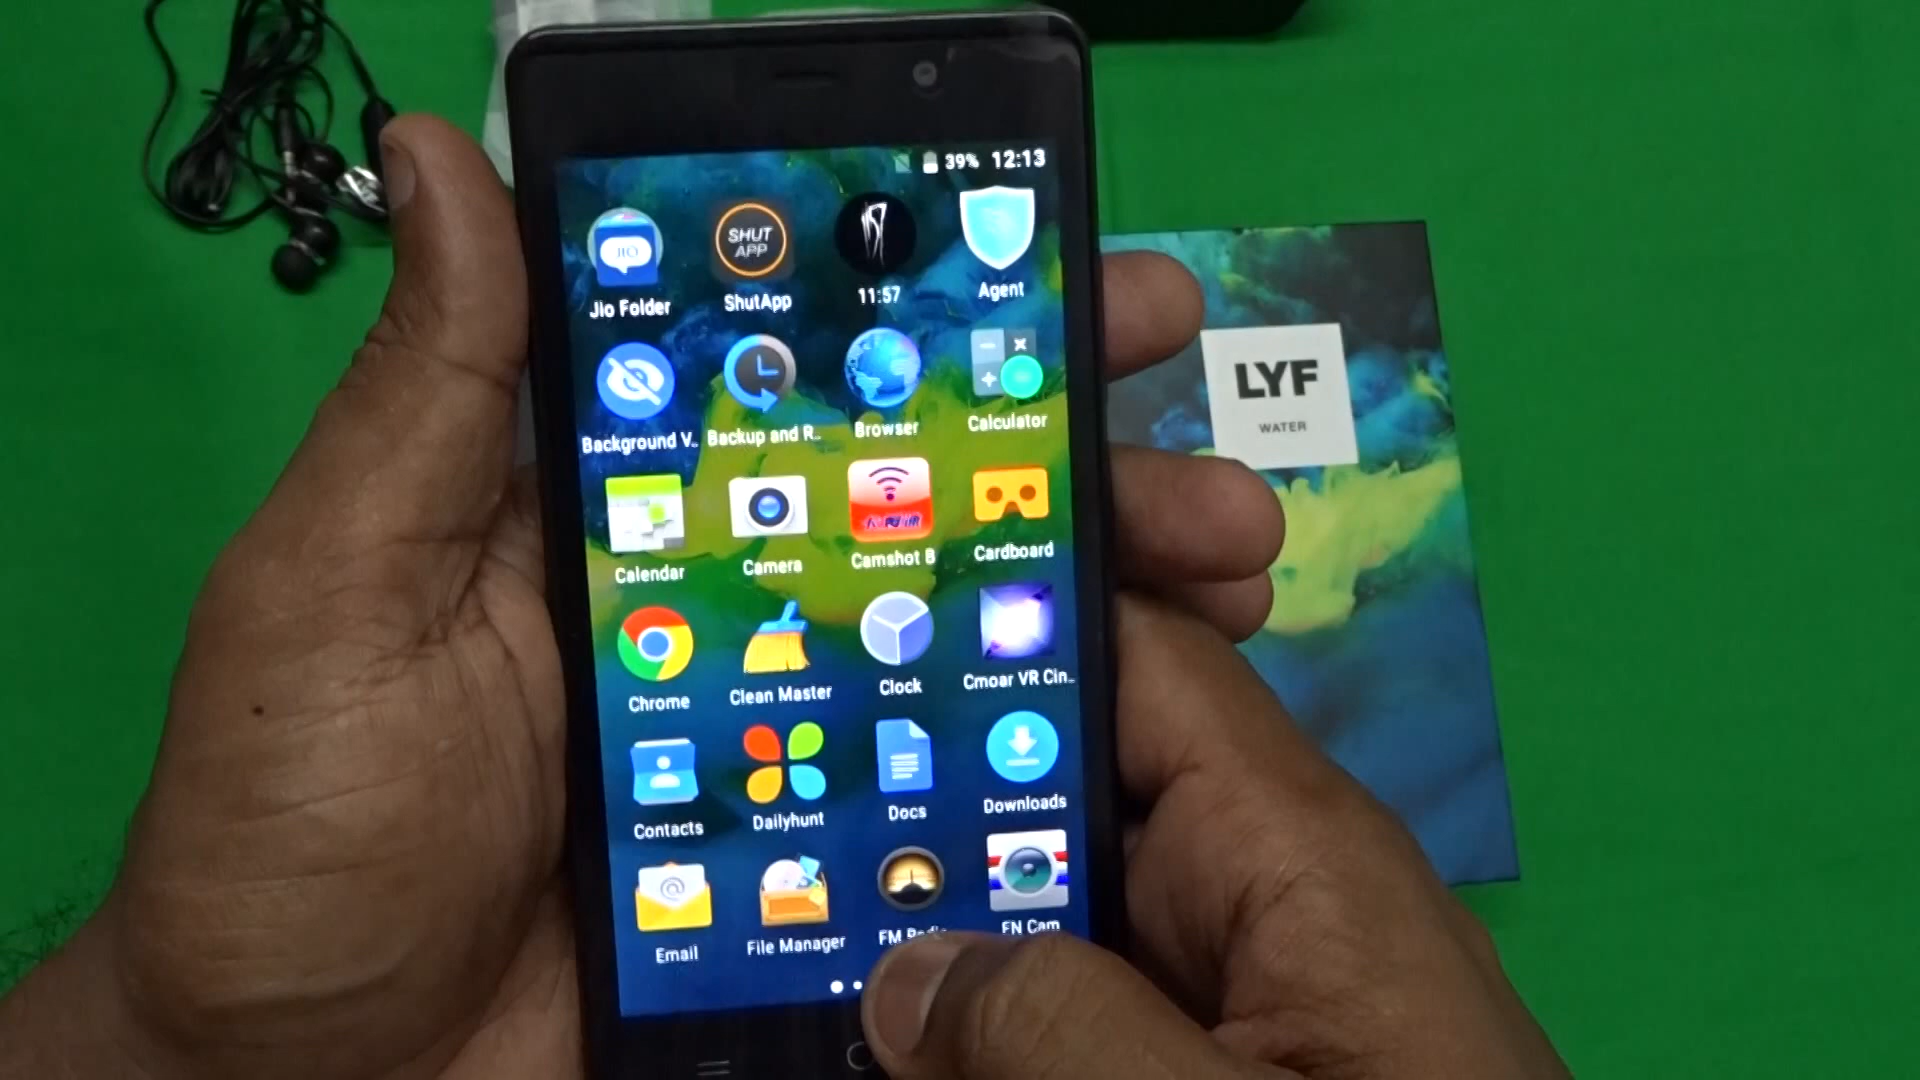 39% 12:13
JIO
SHUT
APP
Jio Folder
ShutApp
11:57
Agent
Background V..
Backup and R..
Browser
Calculator
Calendar
Camera
Camshot B
Cardboard
Chrome
Clean Master
Clock
Cmoar VR Cin..
Contacts
Dailyhunt
Docs
Downloads
Email
File Manager
FM Radio
FN Cam
LYF
WATER